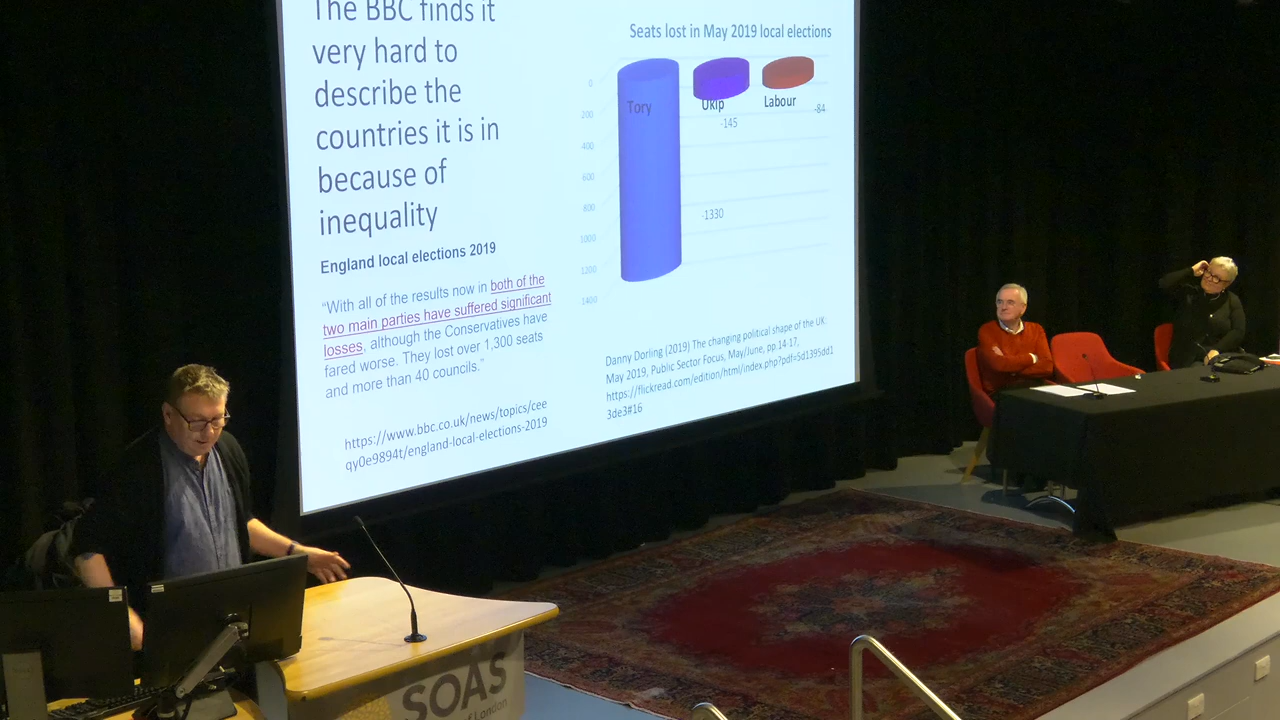 The BBC finds it
very hard to
describe the
countries it is in
because of
inequality
England local elections 2019
“With all of the results now in both of the
two main parties have suffered significant
losses, although the Conservatives have
fared worse. They lost over 1,300 seats
and more than 40 councils.”
https://www.bbc.co.uk/news/topics/cee
qy0e9894t/england-local-elections-2019
Seats lost in May 2019 local elections
0
200
400
600
800
1000
1200
1400
Tory
Ukip
Labour
-84
-145
-1330
Danny Dorling (2019) The changing political shape of the UK.
May 2019, Public Sector Focus, May/June, pp.14-17,
https://flickread.com/edition/html/index.php?pdf=5d1395dd1
3de3#16
SOAS
of London